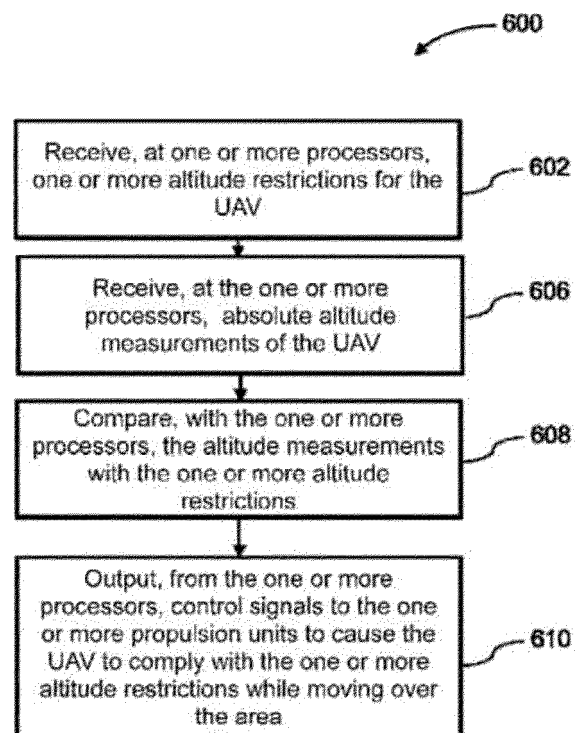 600
Receive, at one or more processors,
one or more altitude restrictions for the
UAV
602
Receive, at the one or more
processors, absolute altitude
measurements of the UAV
606
Compare, with the one or more
processors, the altitude measurements
with the one or more altitude
restrictions
608
Output, from the one or more
processors, control signals to the one
or more propulsion units to cause the
UAV to comply with the one or more
altitude restrictions while moving over
the area
610